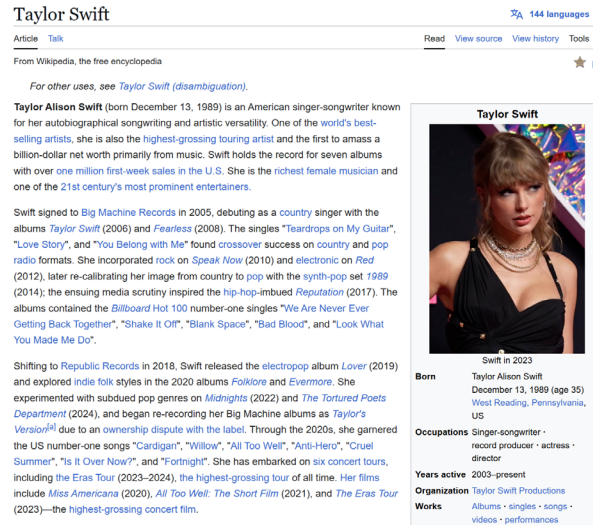 Taylor Swift
144 languages
Article Talk Read View source View history Tools
From Wikipedia, the free encyclopedia
For other uses, see Taylor Swift (disambiguation).
Taylor Alison Swift (born December 13, 1989) is an American singer-songwriter known
for her autobiographical songwriting and artistic versatility. One of the world's best-
selling artists, she is also the highest-grossing touring artist and the first to amass a
billion-dollar net worth primarily from music. Swift holds the record for seven albums
with over one million first-week sales in the U.S. She is the richest female musician and
one of the 21st century's most prominent entertainers.
Swift signed to Big Machine Records in 2005, debuting as a country singer with the
albums Taylor Swift (2006) and Fearless (2008). The singles "Teardrops on My Guitar",
"Love Story", and "You Belong with Me" found crossover success on country and pop
radio formats. She incorporated rock on Speak Now (2010) and electronic on Red
(2012), later re-calibrating her image from country to pop with the synth-pop set 1989
(2014); the ensuing media scrutiny inspired the hip-hop-imbued Reputation (2017). The
albums contained the Billboard Hot 100 number-one singles "We Are Never Ever
Getting Back Together", "Shake It Off", "Blank Space", "Bad Blood", and "Look What
You Made Me Do".
Shifting to Republic Records in 2018, Swift released the electropop album Lover (2019)
and explored indie folk styles in the 2020 albums Folklore and Evermore. She
experimented with subdued pop genres on Midnights (2022) and The Tortured Poets
Department (2024), and began re-recording her Big Machine albums as Taylor's
Version[a] due to an ownership dispute with the label. Through the 2020s, she garnered
the US number-one songs "Cardigan", "Willow", "All Too Well", "Anti-Hero", "Cruel
Summer", "Is It Over Now?", and "Fortnight". She has embarked on six concert tours,
including the Eras Tour (2023–2024), the highest-grossing tour of all time. Her films
include Miss Americana (2020), All Too Well: The Short Film (2021), and The Eras Tour
(2023)—the highest-grossing concert film.
Taylor Swift
Swift in 2023
Born Taylor Alison Swift
December 13, 1989 (age 35)
West Reading, Pennsylvania,
US
Occupations Singer-songwriter ·
record producer · actress ·
director
Years active 2003–present
Organization Taylor Swift Productions
Works Albums · singles · songs ·
videos · performances